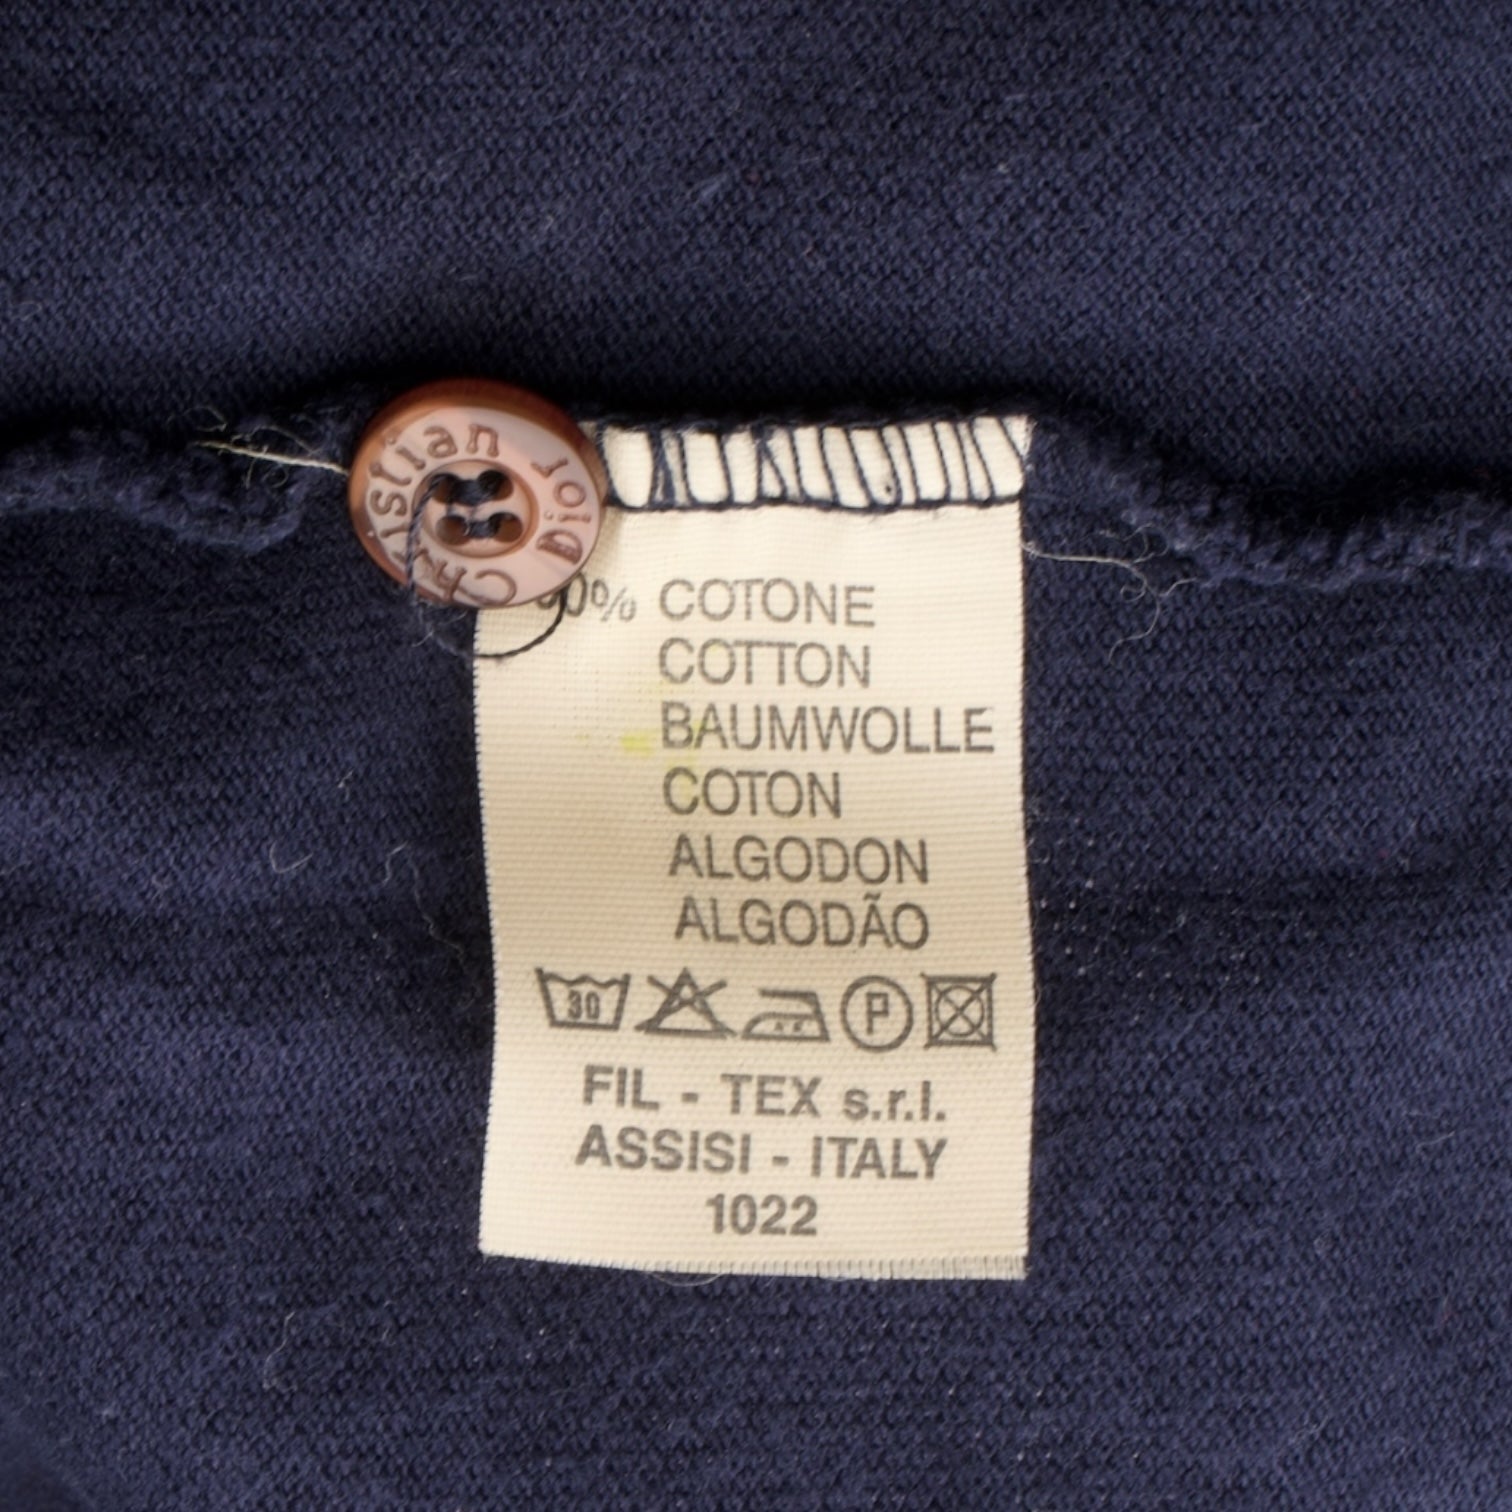 Christian Dior
COTONE
COTTON
BAUMWOLLE
COTON
ALGODON
ALGODÃO
30 P
FIL - TEX s.r.l.
ASSISI - ITALY
1022